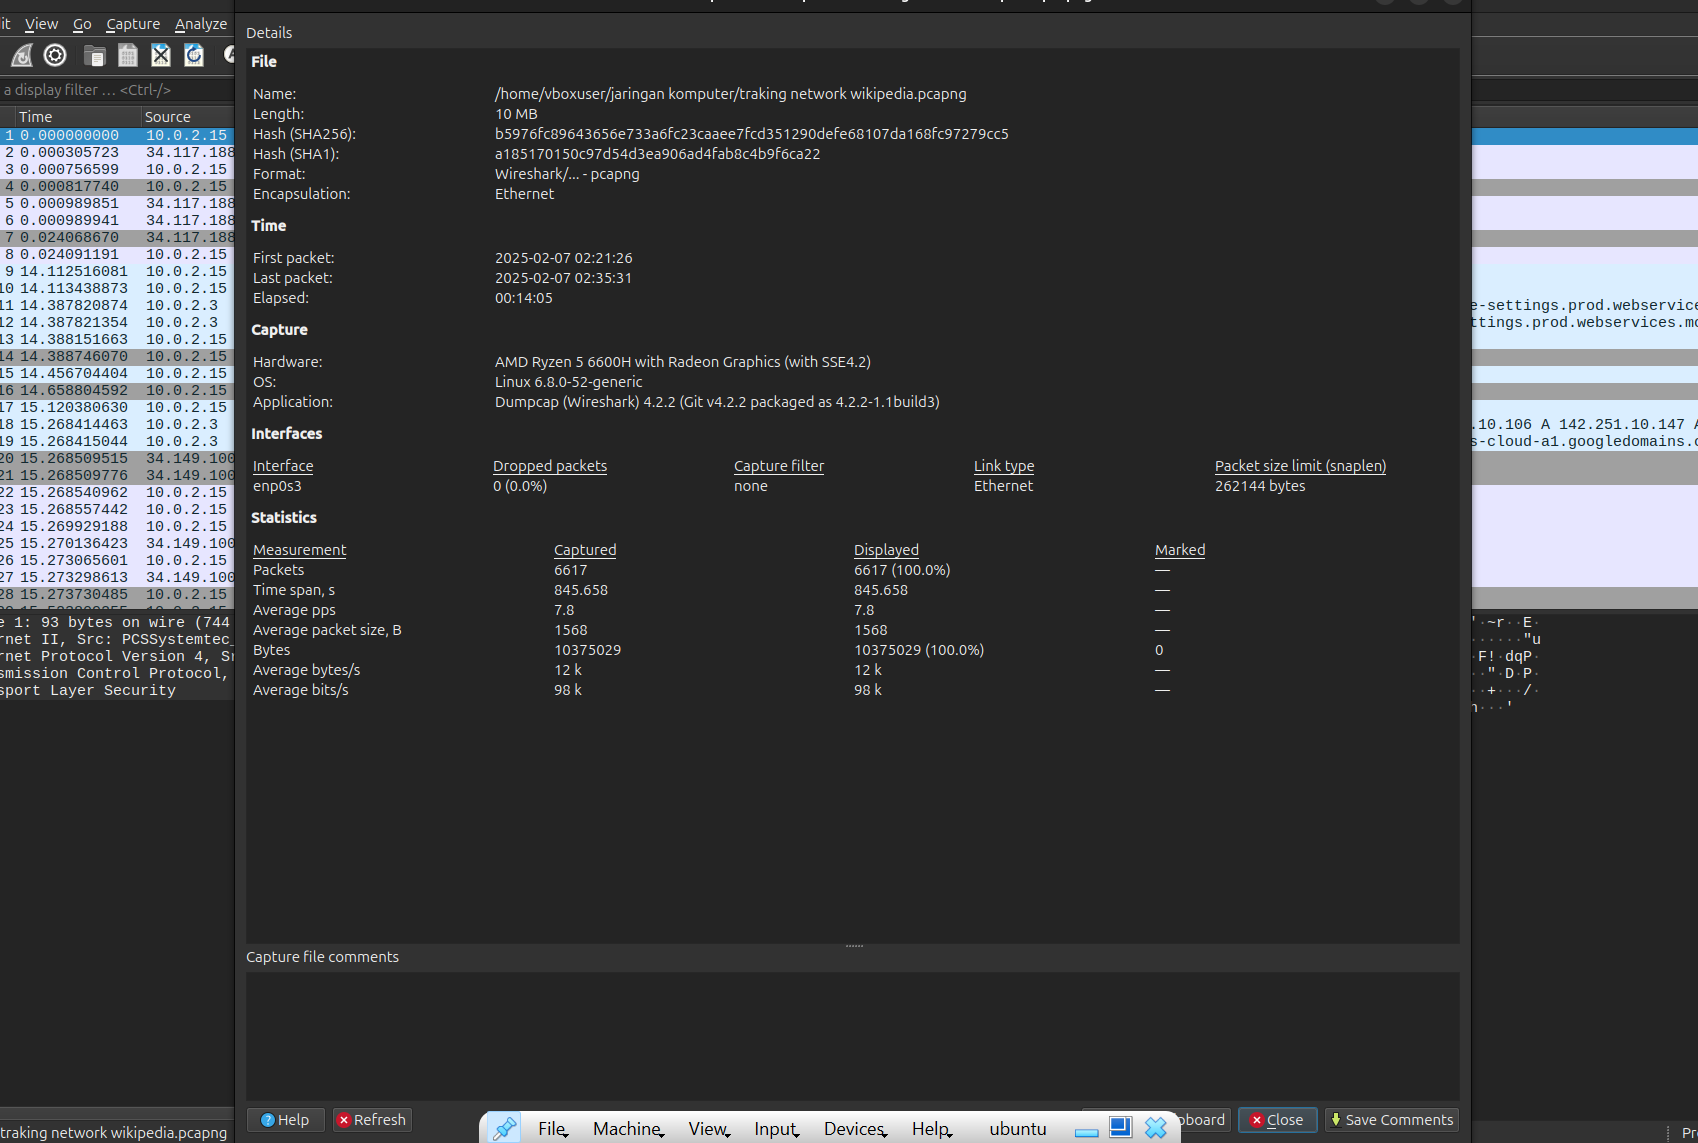 it View Go Capture Analyze
a display filter … <Ctrl-/>
Time Source
1 0.000000000 10.0.2.15
2 0.000305723 34.117.188
3 0.000756599 10.0.2.15
4 0.000817740 10.0.2.15
5 0.000989851 34.117.188
6 0.000989941 34.117.188
7 0.024068670 34.117.188
8 0.024091191 10.0.2.15
9 14.112516081 10.0.2.15
10 14.113438873 10.0.2.15
11 14.387820874 10.0.2.3
12 14.387821354 10.0.2.3
13 14.388151663 10.0.2.15
14 14.388746070 10.0.2.15
15 14.456704404 10.0.2.15
16 14.658804592 10.0.2.15
17 15.120380630 10.0.2.15
18 15.268414463 10.0.2.3
19 15.268415044 10.0.2.3
20 15.268509515 34.149.100
21 15.268509776 34.149.100
22 15.268540962 10.0.2.15
23 15.268557442 10.0.2.15
24 15.269929188 10.0.2.15
25 15.270136423 34.149.100
26 15.273065601 10.0.2.15
27 15.273298613 34.149.100
28 15.273730485 10.0.2.15
e 1: 93 bytes on wire (744
rnet II, Src: PCSSystemtec_
rnet Protocol Version 4, Sr
smission Control Protocol,
sport Layer Security
traking network wikipedia.pcapng
Details
File
Name: /home/vboxuser/jaringan komputer/traking network wikipedia.pcapng
Length: 10 MB
Hash (SHA256): b5976fc89643656e733a6fc23caaee7fcd351290defe68107da168fc97279cc5
Hash (SHA1): a185170150c97d54d3ea906ad4fab8c4b9f6ca22
Format: Wireshark/... - pcapng
Encapsulation: Ethernet
Time
First packet: 2025-02-07 02:21:26
Last packet: 2025-02-07 02:35:31
Elapsed: 00:14:05
Capture
Hardware: AMD Ryzen 5 6600H with Radeon Graphics (with SSE4.2)
OS: Linux 6.8.0-52-generic
Application: Dumpcap (Wireshark) 4.2.2 (Git v4.2.2 packaged as 4.2.2-1.1build3)
Interfaces
Interface Dropped packets Capture filter Link type Packet size limit (snaplen)
enp0s3 0 (0.0%) none Ethernet 262144 bytes
Statistics
Measurement Captured Displayed Marked
Packets 6617 6617 (100.0%) —
Time span, s 845.658 845.658 —
Average pps 7.8 7.8 —
Average packet size, B 1568 1568 —
Bytes 10375029 10375029 (100.0%) 0
Average bytes/s 12 k 12 k —
Average bits/s 98 k 98 k —
Capture file comments
Help Refresh pboard Close Save Comments
File Machine View Input Devices Help ubuntu
e-settings.prod.webservice
ttings.prod.webservices.mo
.10.106 A 142.251.10.147 A
s-cloud-a1.googledomains.c
' ·~r··E·
······"u
F!·dqP·
··"·D·P·
··+···/·
n···'
Pr